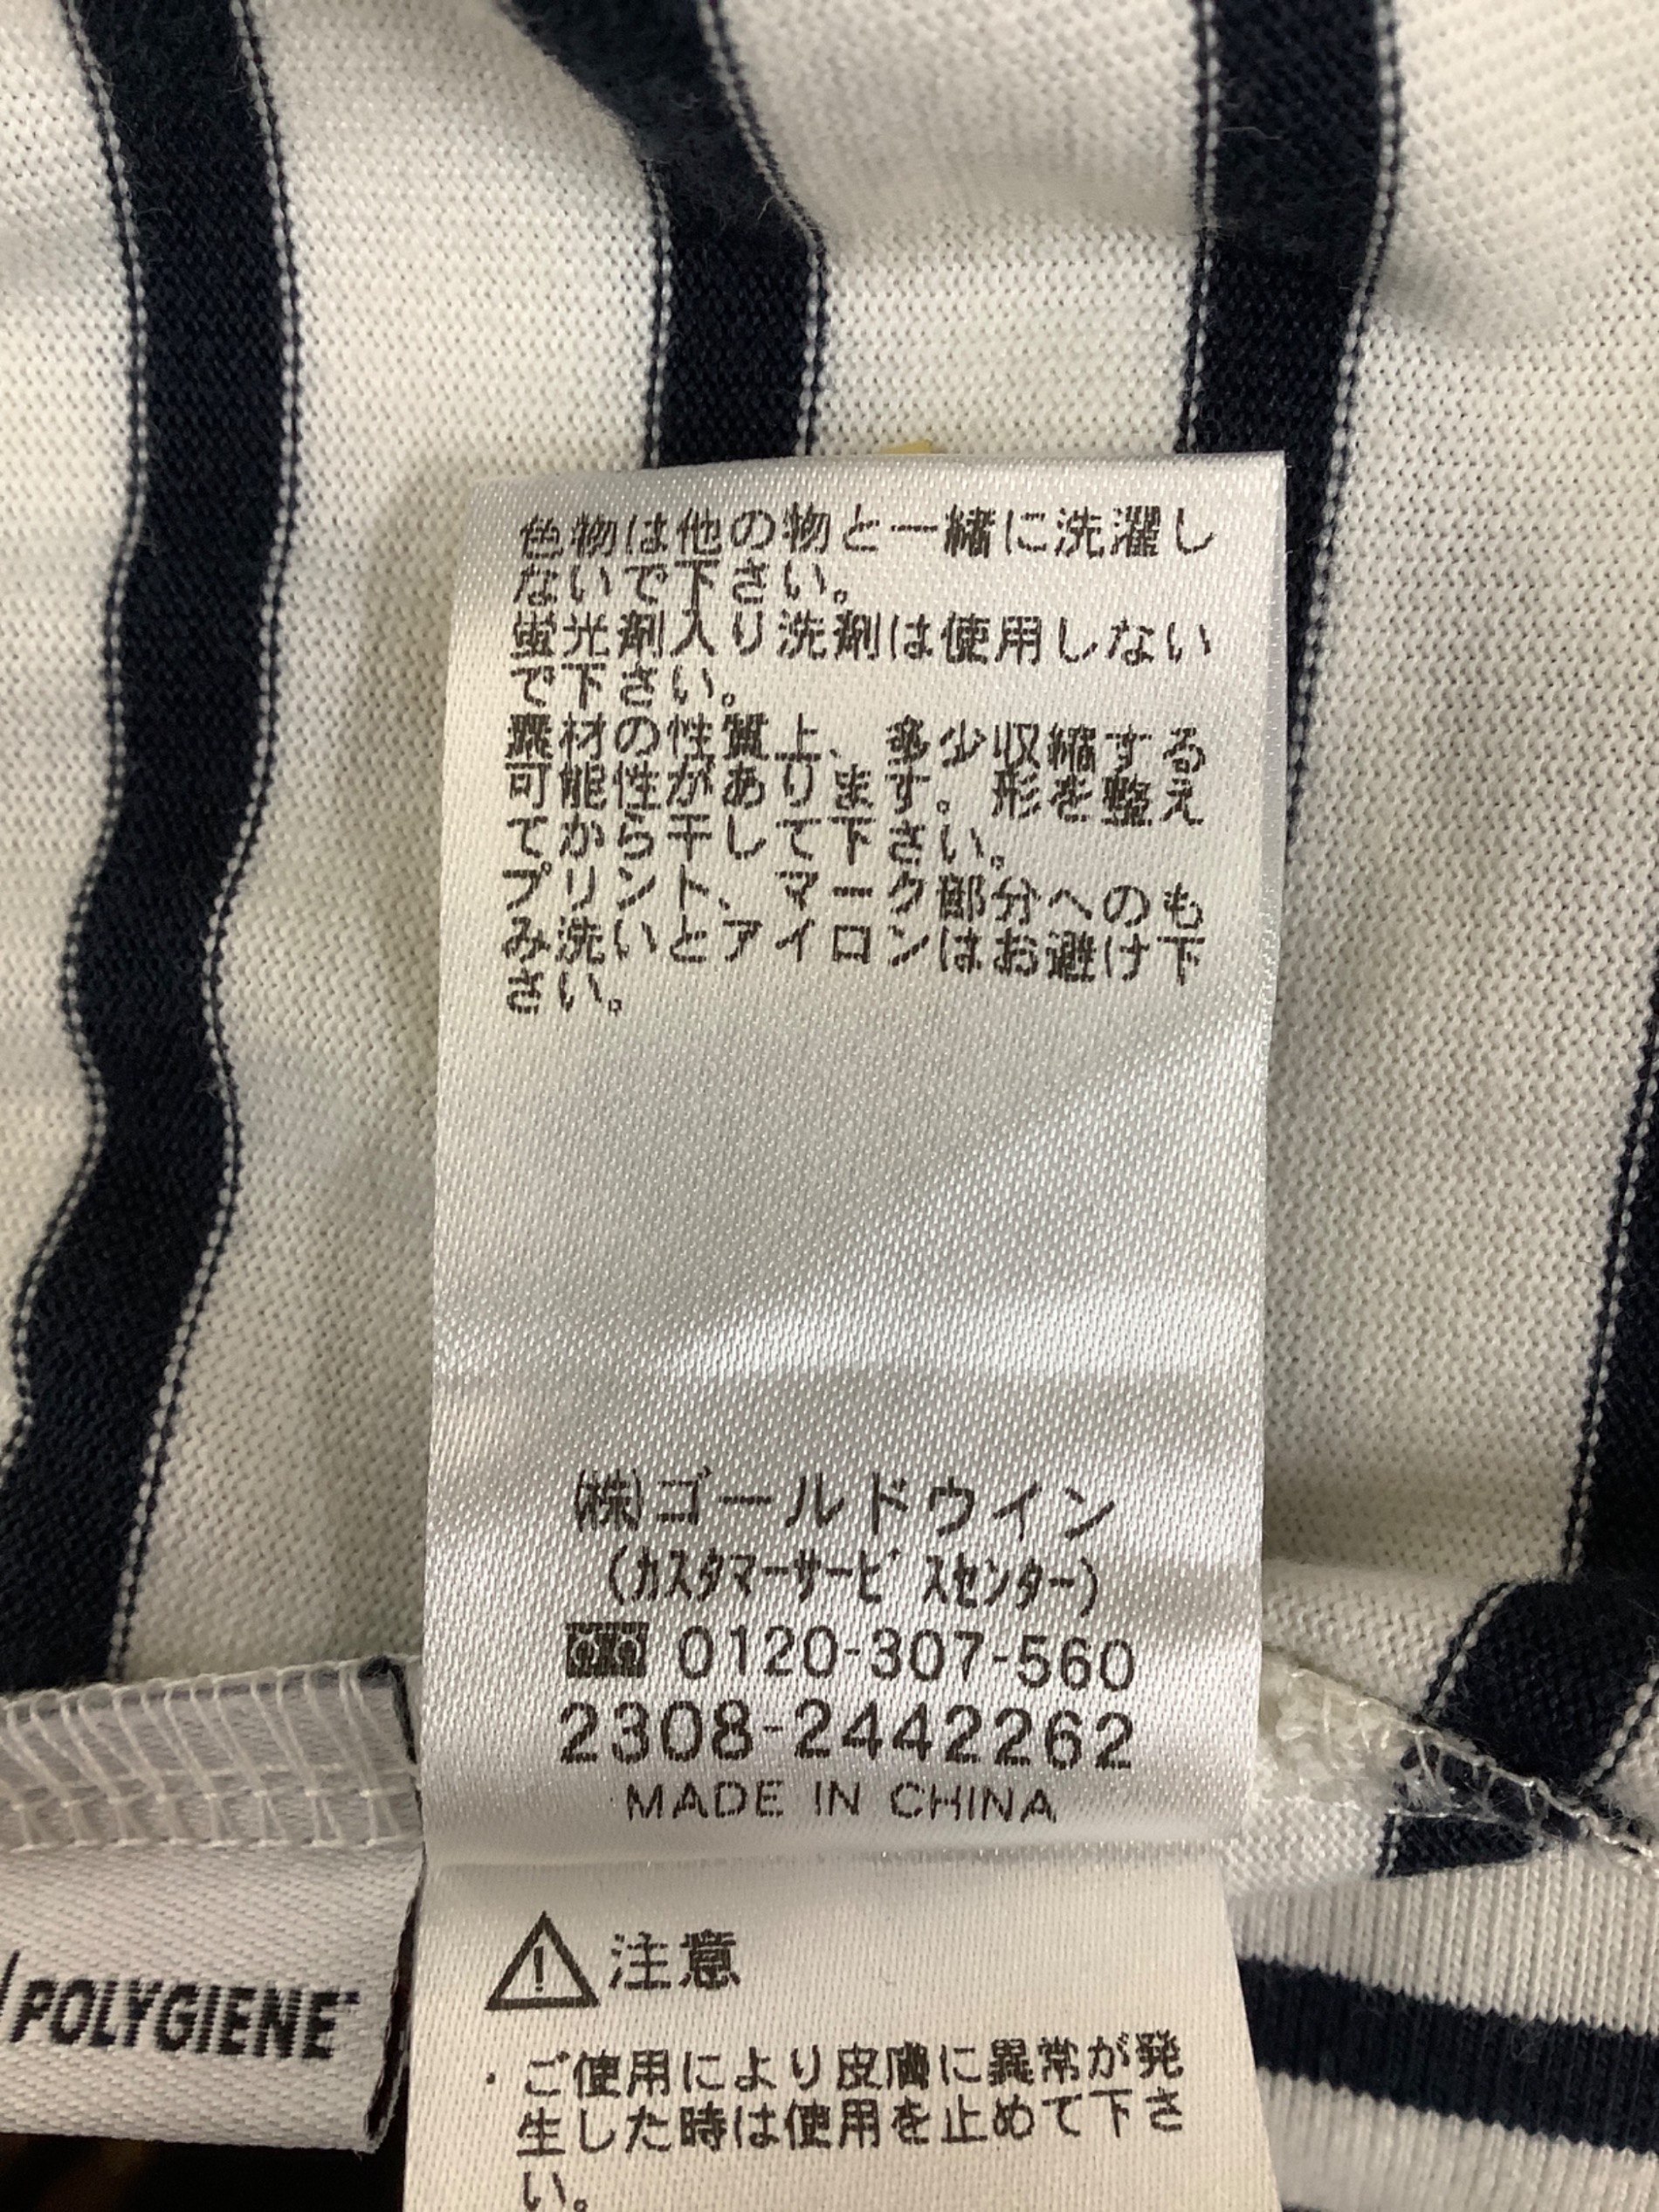 色物は他の物と一緒に洗濯し
ないで下さい。
蛍光剤入り洗剤は使用しない
で下さい。
素材の性質上、多少収縮する
可能性があります。形を整え
てから干して下さい。
プリント、マーク部分へのも
み洗いとアイロンはお避け下
さい。
㈱ゴールドウイン
(カスタマーサービスセンター)
0120-307-560
2308-2442262
MADE IN CHINA
注意
・ご使用により皮膚に異常が発
生した時は使用を止めて下さ
い。
POLYGIENE